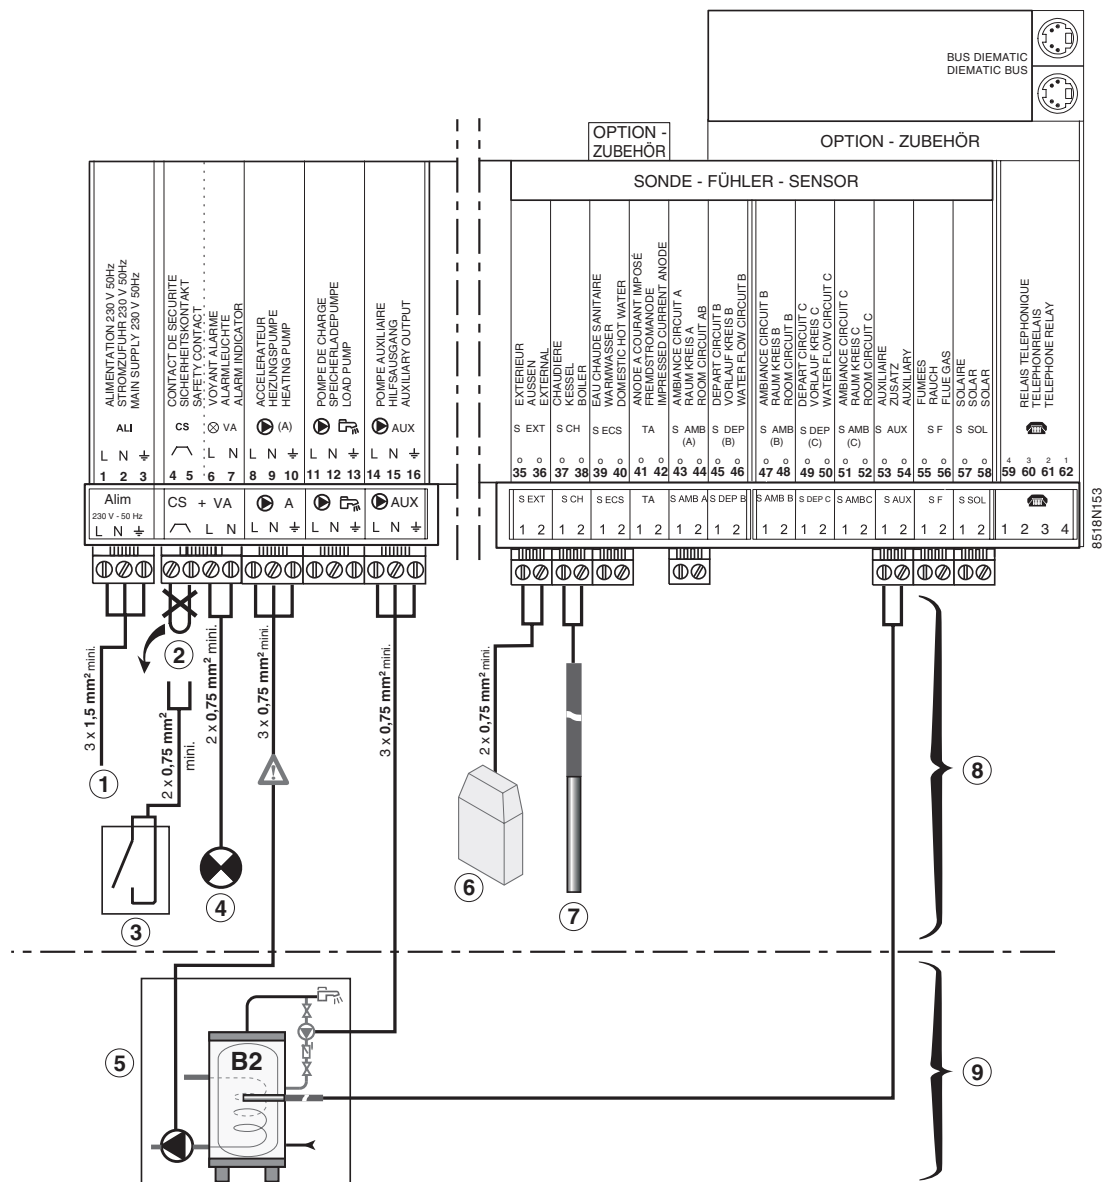 BUS DIEMATIC
DIEMATIC BUS
OPTION -
ZUBEHÖR
OPTION - ZUBEHÖR
SONDE - FÜHLER - SENSOR
ALIMENTATION 230 V 50Hz
STROMZUFUHR 230 V 50Hz
MAIN SUPPLY 230 V 50Hz
CONTACT DE SECURITE
SICHERHEITSKONTAKT
SAFETY CONTACT
VOYANT ALARME
ALARMLEUCHTE
ALARM INDICATOR
ACCELERATEUR
HEIZUNGSPUMPE
HEATING PUMP
POMPE DE CHARGE
SPEICHERLADEPUMPE
LOAD PUMP
POMPE AUXILIAIRE
HILFSAUSGANG
AUXILIARY OUTPUT
EXTERIEUR
AUSSEN
EXTERNAL
CHAUDIERE
KESSEL
BOILER
EAU CHAUDE SANITAIRE
WARMWASSER
DOMESTIC HOT WATER
ANODE A COURANT IMPOSÉ
FREMDSTROMANODE
IMPRESSED CURRENT ANODE
AMBIANCE CIRCUIT A
RAUM KREIS A
ROOM CIRCUIT AB
DEPART CIRCUIT B
VORLAUF KREIS B
WATER FLOW CIRCUIT B
AMBIANCE CIRCUIT B
RAUM KREIS B
ROOM CIRCUIT B
DEPART CIRCUIT C
VORLAUF KREIS C
WATER FLOW CIRCUIT C
AMBIANCE CIRCUIT C
RAUM KREIS C
ROOM CIRCUIT C
AUXILIAIRE
ZUSATZ
AUXILIARY
FUMEES
RAUCH
FLUE GAS
SOLAIRE
SOLAR
SOLAR
RELAIS TELEPHONIQUE
TELEPHONRELAIS
TELEPHONE RELAY
ALI CS VA (A) AUX S EXT S CH S ECS TA S AMB (A) S DEP (B) S AMB (B) S DEP (C) S AMB (C) S AUX S F S SOL
L N L N L N L N L N
4 3 2 1
1 2 3 4 5 6 7 8 9 10 11 12 13 14 15 16 35 36 37 38 39 40 41 42 43 44 45 46 47 48 49 50 51 52 53 54 55 56 57 58 59 60 61 62
Alim CS + VA A AUX S EXT S CH S ECS TA S AMB A S DEP B S AMB B S DEP C S AMBC S AUX S F S SOL
230 V - 50 Hz
L N L N L N L N L N 1 2 1 2 1 2 1 2 1 2 1 2 1 2 1 2 1 2 1 2 1 2 1 2 1 2 3 4
8518N153
3 x 1,5 mm² mini.
2
2 x 0,75 mm²
mini.
2 x 0,75 mm² mini.
3 x 0,75 mm² mini.
3 x 0,75 mm² mini.
2 x 0,75 mm² mini.
1
8
6
4
7
3
5
B2
9